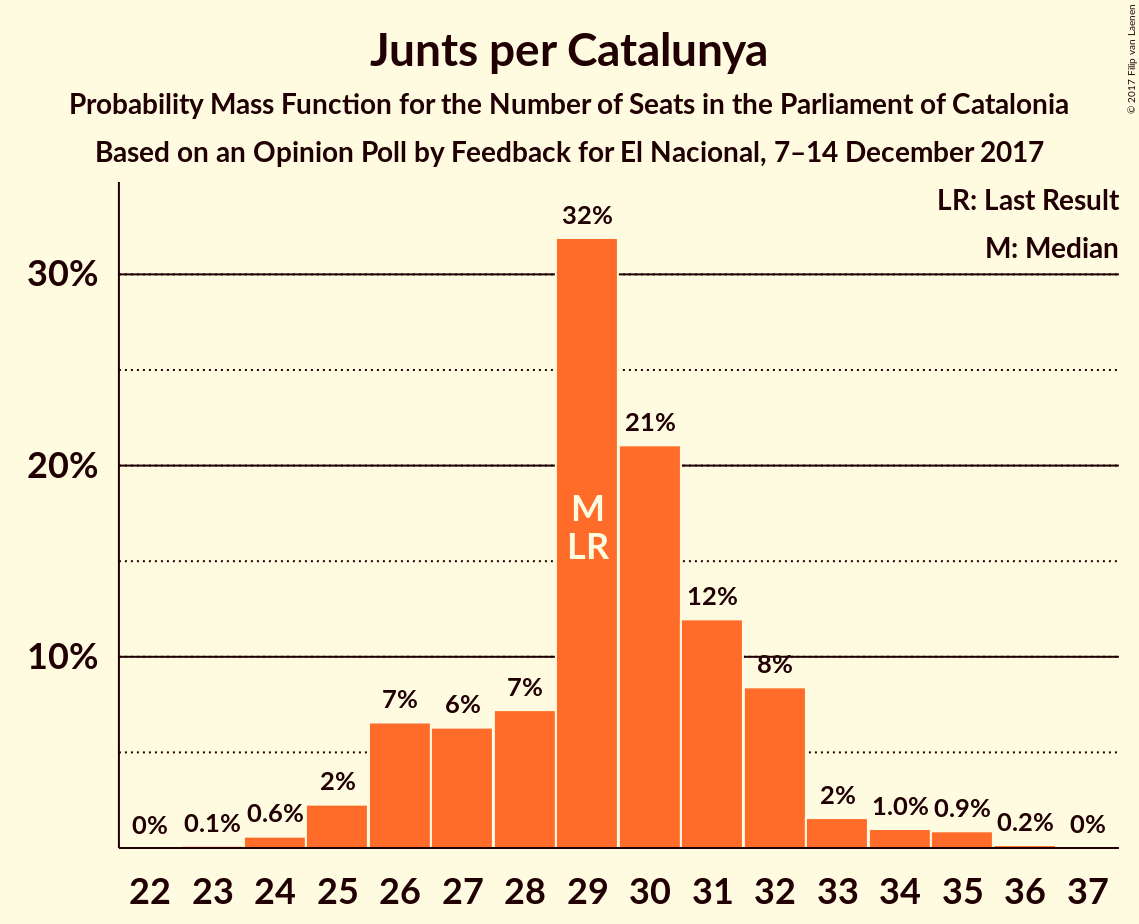 Junts per Catalunya
Probability Mass Function for the Number of Seats in the Parliament of Catalonia
Based on an Opinion Poll by Feedback for El Nacional, 7–14 December 2017
© 2017 Filip van Laenen
LR: Last Result
M: Median
30%
20%
10%
0%
0.1%
0.6%
2%
7%
6%
7%
32%
21%
12%
8%
2%
1.0%
0.9%
0.2%
0%
M
LR
22 23 24 25 26 27 28 29 30 31 32 33 34 35 36 37